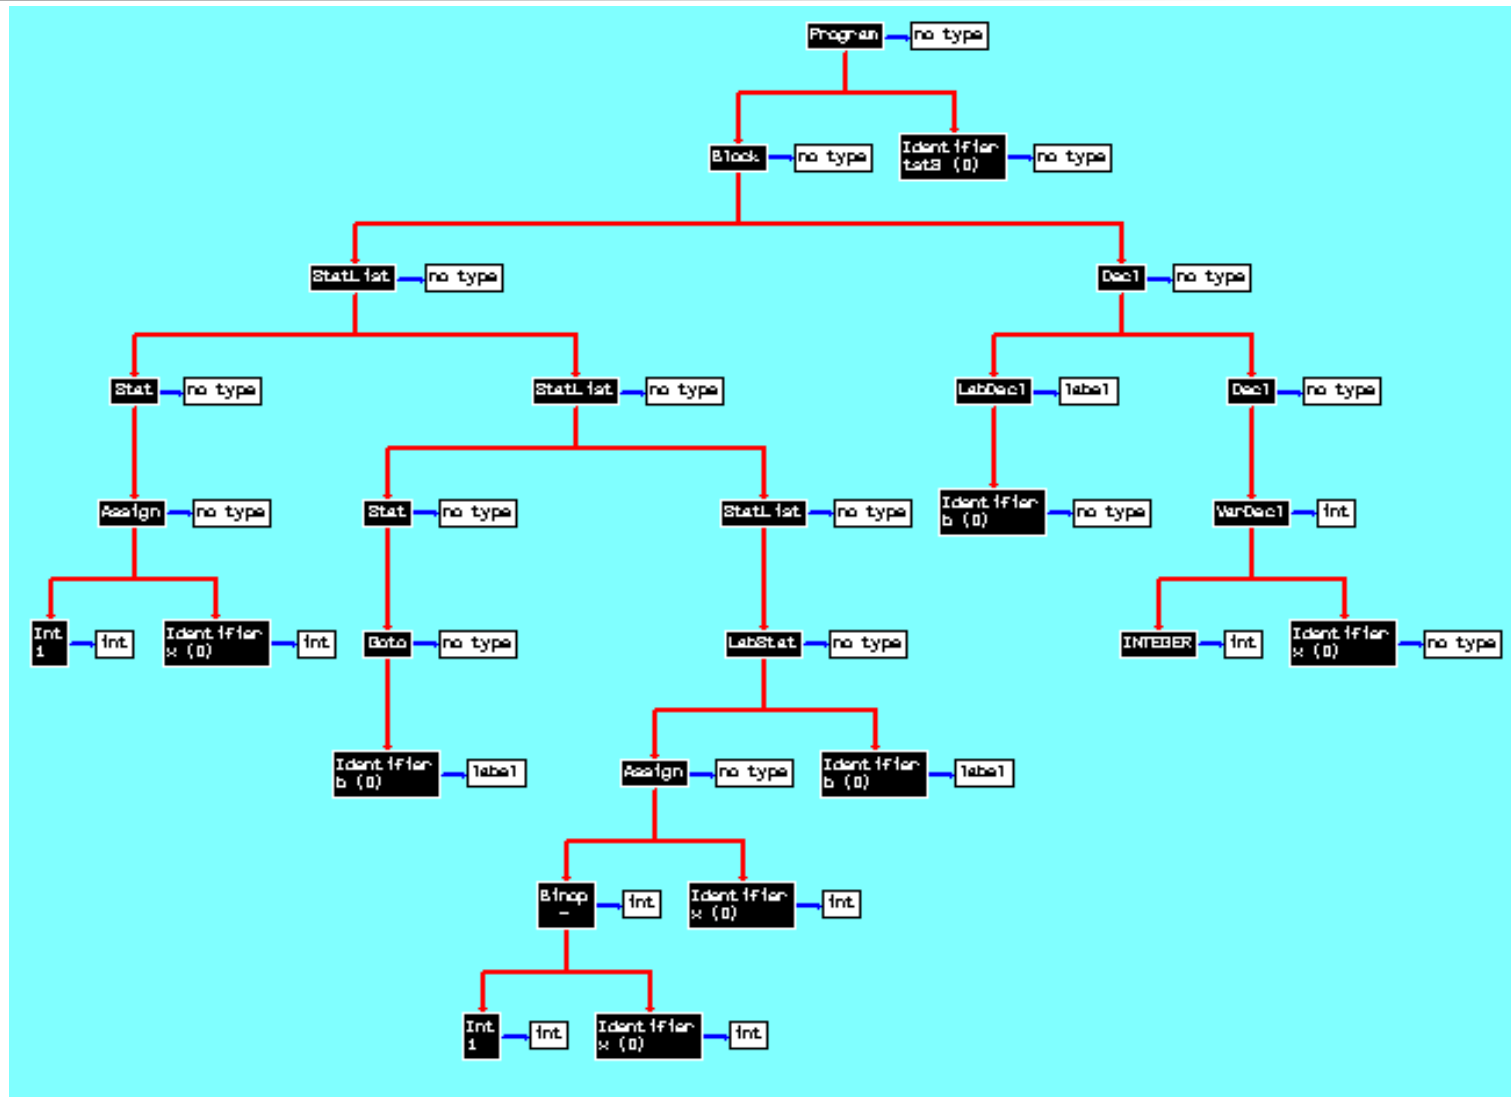 Program
no type
Block
no type
Identifier
tst3 (0)
no type
StatList
no type
Decl
no type
Stat
no type
StatList
no type
LabDecl
label
Decl
no type
Assign
no type
Stat
no type
StatList
no type
Identifier
b (0)
no type
VarDecl
int
Int
1
int
Identifier
x (0)
int
Goto
no type
LabStat
no type
INTEGER
int
Identifier
x (0)
no type
Identifier
b (0)
label
Assign
no type
Identifier
b (0)
label
Binop
-
int
Identifier
x (0)
int
Int
1
int
Identifier
x (0)
int